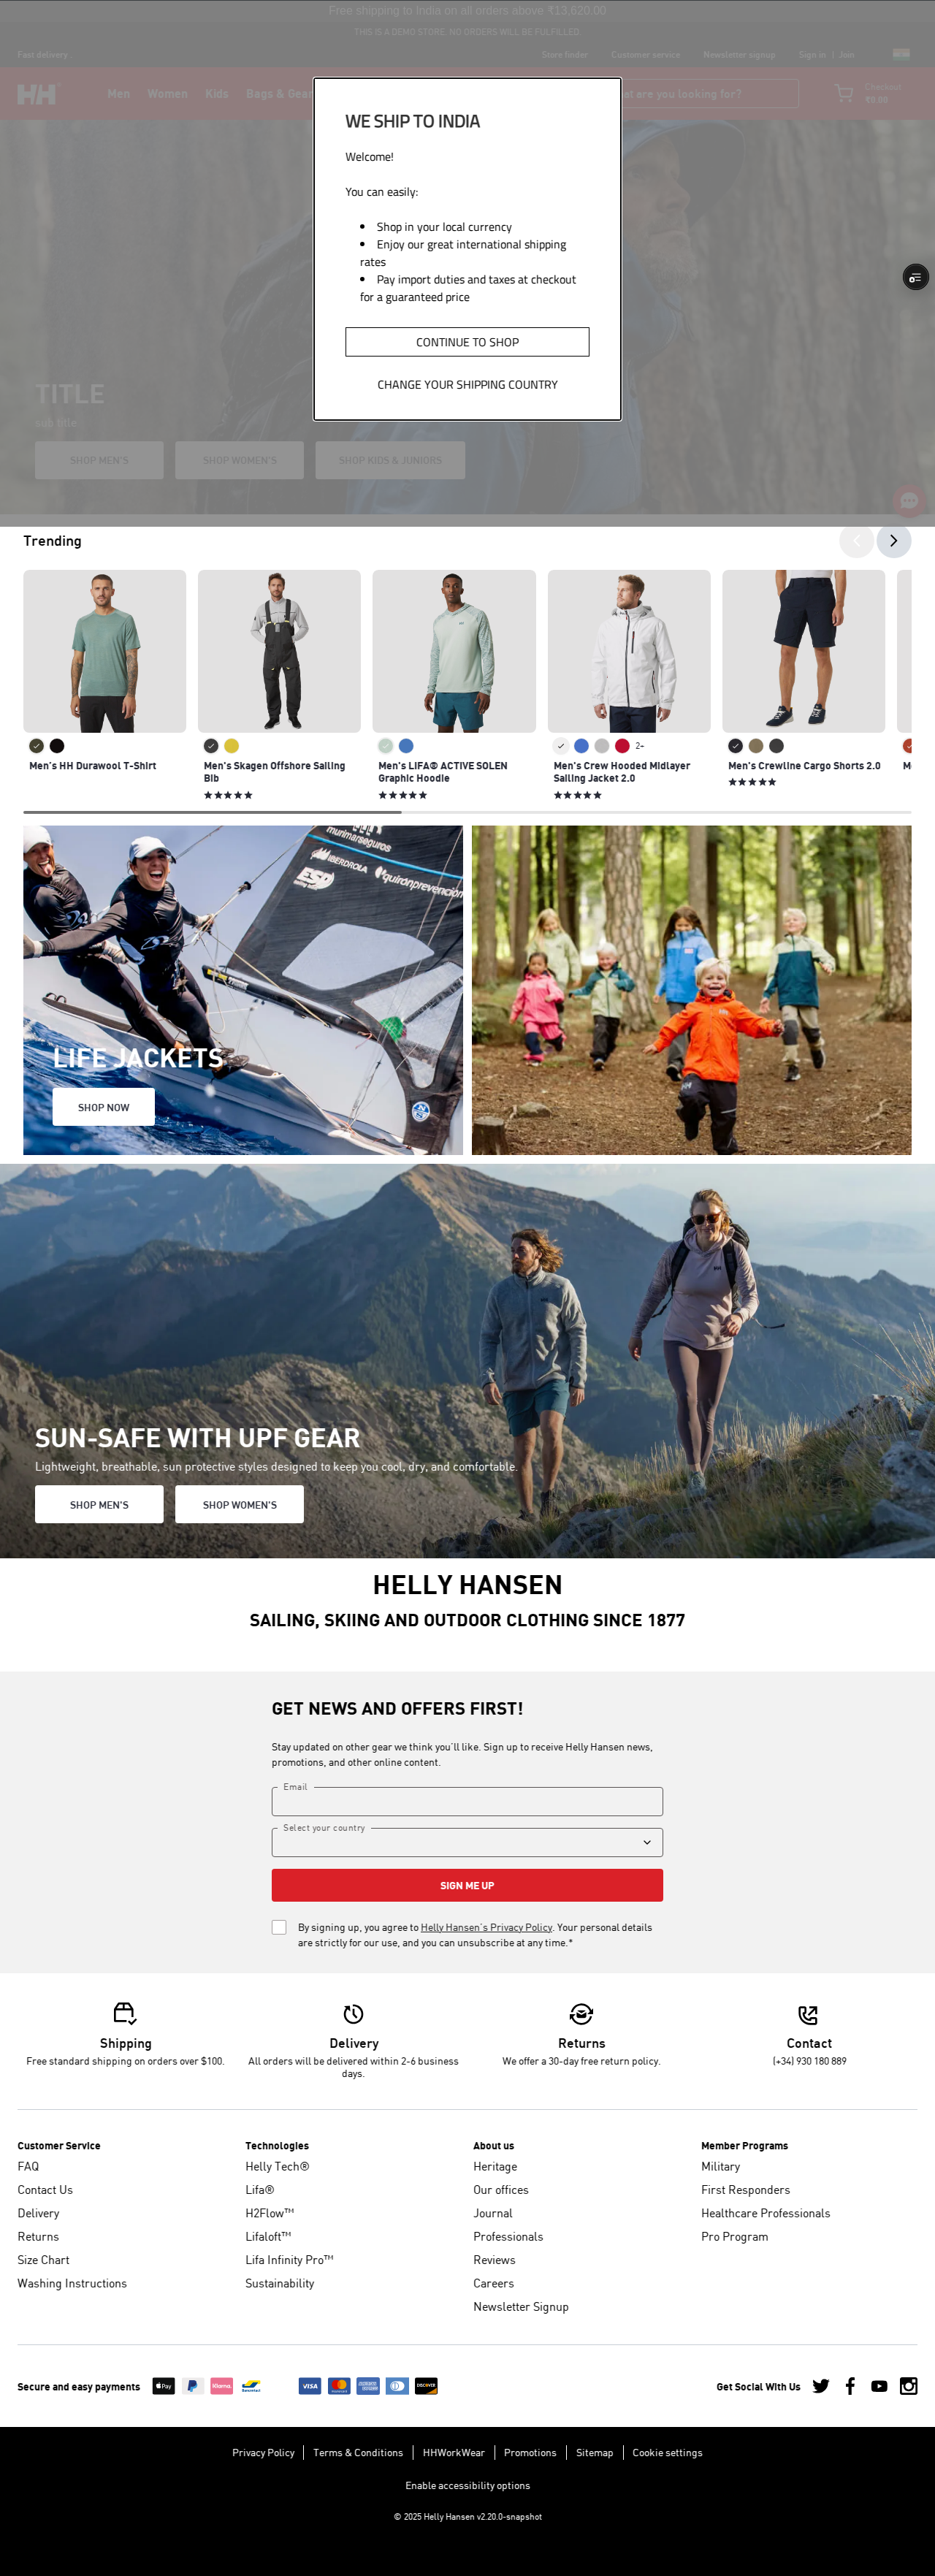 Free shipping to India on all orders above ₹13,620.00
THIS IS A DEMO STORE. NO ORDERS WILL BE FULFILLED.
Fast delivery
Store finder
Customer service
Newsletter signup
Sign in | Join
HH
Men
Women
Kids
Bags & Gear
at are you looking for?
Checkout
₹0.00
WE SHIP TO INDIA
Welcome!
You can easily:
• Shop in your local currency
• Enjoy our great international shipping
rates
• Pay import duties and taxes at checkout
for a guaranteed price
CONTINUE TO SHOP
CHANGE YOUR SHIPPING COUNTRY
TITLE
sub title
SHOP MEN'S
SHOP WOMEN'S
SHOP KIDS & JUNIORS
Trending
2+
Men's HH Durawool T-Shirt
Men's Skagen Offshore Sailing
Bib
Men's LIFA® ACTIVE SOLEN
Graphic Hoodie
Men's Crew Hooded Midlayer
Sailing Jacket 2.0
Men's Crewline Cargo Shorts 2.0
murimarseguros
IBERDROLA
ESP
quirónprevención
LIFE JACKETS
SHOP NOW
SUN-SAFE WITH UPF GEAR
Lightweight, breathable, sun protective styles designed to keep you cool, dry, and comfortable.
SHOP MEN'S
SHOP WOMEN'S
HELLY HANSEN
SAILING, SKIING AND OUTDOOR CLOTHING SINCE 1877
GET NEWS AND OFFERS FIRST!
Stay updated on other gear we think you'll like. Sign up to receive Helly Hansen news,
promotions, and other online content.
Email
Select your country
SIGN ME UP
By signing up, you agree to Helly Hansen's Privacy Policy. Your personal details
are strictly for our use, and you can unsubscribe at any time.*
Shipping
Free standard shipping on orders over $100.
Delivery
All orders will be delivered within 2-6 business
days.
Returns
We offer a 30-day free return policy.
Contact
(+34) 930 180 889
Customer Service
FAQ
Contact Us
Delivery
Returns
Size Chart
Washing Instructions
Technologies
Helly Tech®
Lifa®
H2Flow™
Lifaloft™
Lifa Infinity Pro™
Sustainability
About us
Heritage
Our offices
Journal
Professionals
Reviews
Careers
Newsletter Signup
Member Programs
Military
First Responders
Healthcare Professionals
Pro Program
Secure and easy payments
Pay
Klarna.
VISA
DISCOVER
Get Social With Us
Privacy Policy
Terms & Conditions
HHWorkWear
Promotions
Sitemap
Cookie settings
Enable accessibility options
© 2025 Helly Hansen v2.20.0-snapshot